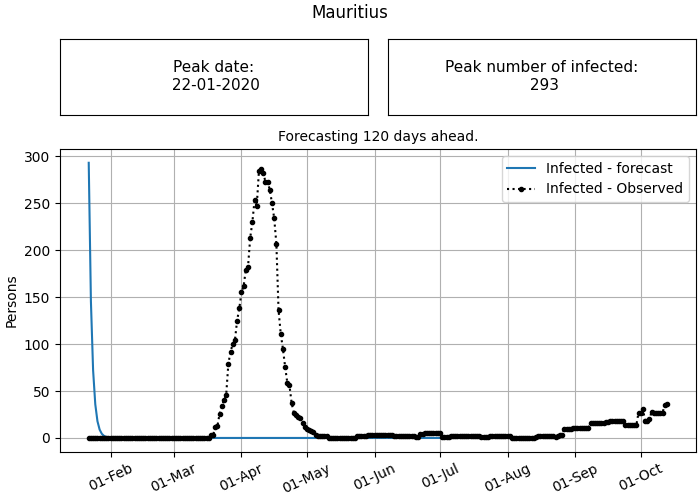 Mauritius
Peak date:
22-01-2020
Peak number of infected:
293
Forecasting 120 days ahead.
300
250
200
150
100
50
0
Persons
Infected - forecast
Infected - Observed
01-Feb
01-Mar
01-Apr
01-May
01-Jun
01-Jul
01-Aug
01-Sep
01-Oct